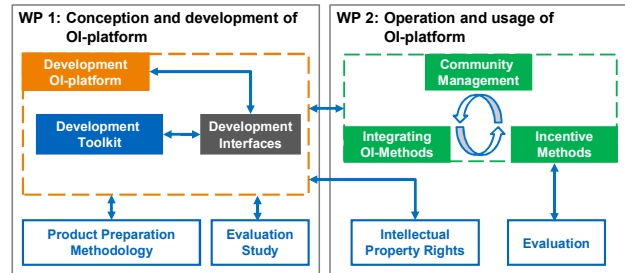 WP 1: Conception and development of
OI-platform
Development
OI-platform
Development
Toolkit
Development
Interfaces
Product Preparation
Methodology
Evaluation
Study
WP 2: Operation and usage of
OI-platform
Community
Management
Integrating
OI-Methods
Incentive
Methods
Intellectual
Property Rights
Evaluation